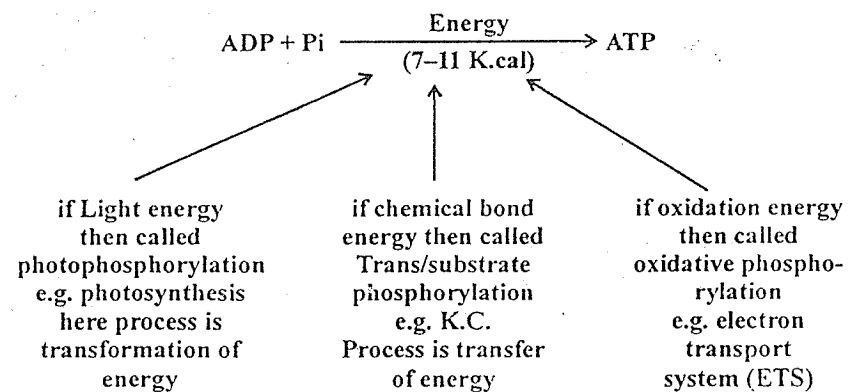 Energy
ADP + Pi ATP
(7–11 K.cal)
if Light energy
then called
photophosphorylation
e.g. photosynthesis
here process is
transformation of
energy
if chemical bond
energy then called
Trans/substrate
phosphorylation
e.g. K.C.
Process is transfer
of energy
if oxidation energy
then called
oxidative phospho-
rylation
e.g. electron
transport
system (ETS)